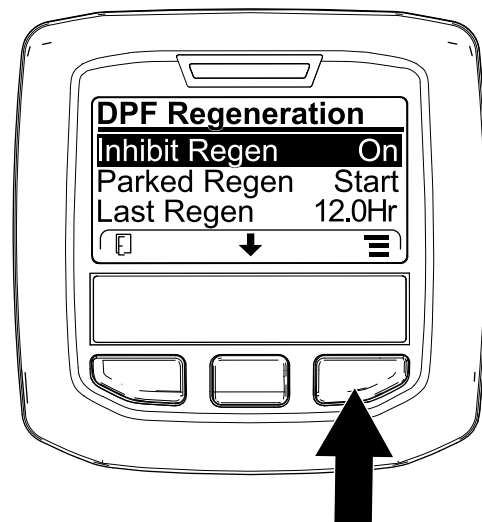 DPF Regeneration
Inhibit Regen On
Parked Regen Start
Last Regen 12.0Hr